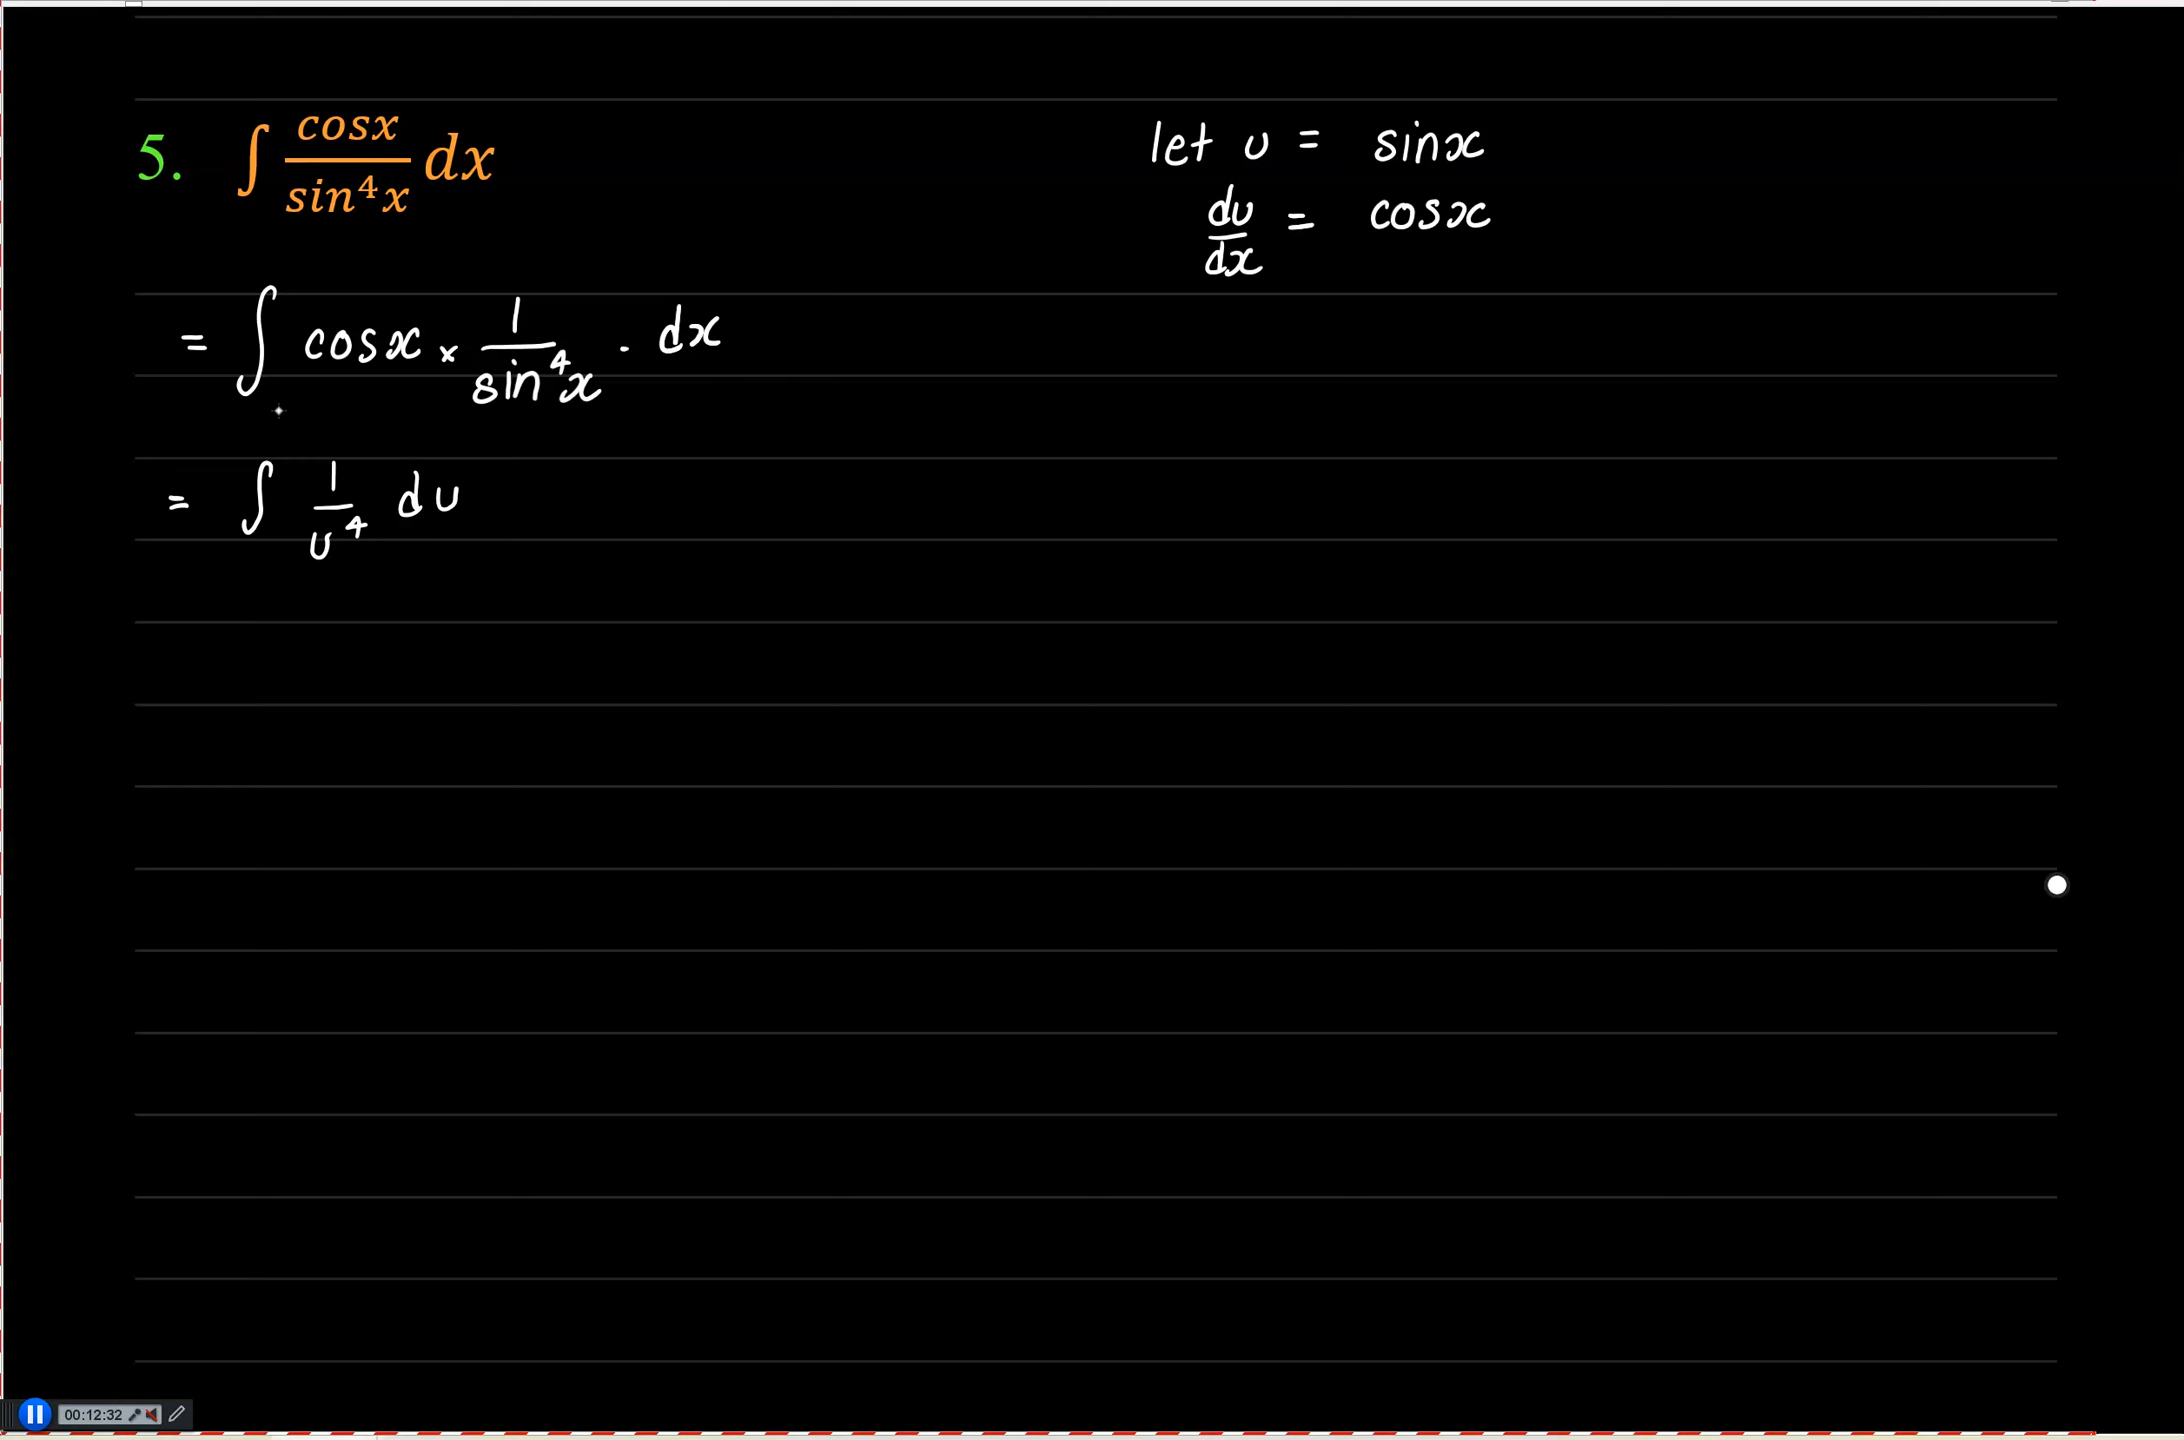 5. ∫ cosx/sin⁴x dx
let u = sinx
du/dx = cosx
= ∫ cosx × 1/sin⁴x · dx
= ∫ 1/u⁴ du
00:12:32